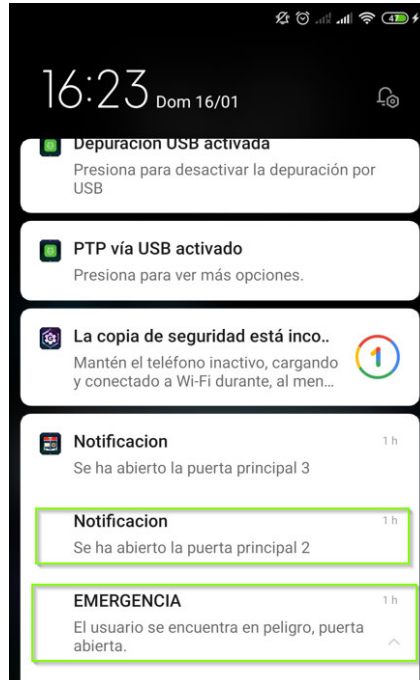 47
16:23 Dom 16/01
Depuración USB activada
Presiona para desactivar la depuración por
USB
PTP vía USB activado
Presiona para ver más opciones.
La copia de seguridad está inco..
Mantén el teléfono inactivo, cargando
y conectado a Wi-Fi durante, al men...
1
Notificacion 1 h
Se ha abierto la puerta principal 3
Notificacion 1 h
Se ha abierto la puerta principal 2
EMERGENCIA 1 h
El usuario se encuentra en peligro, puerta
abierta.